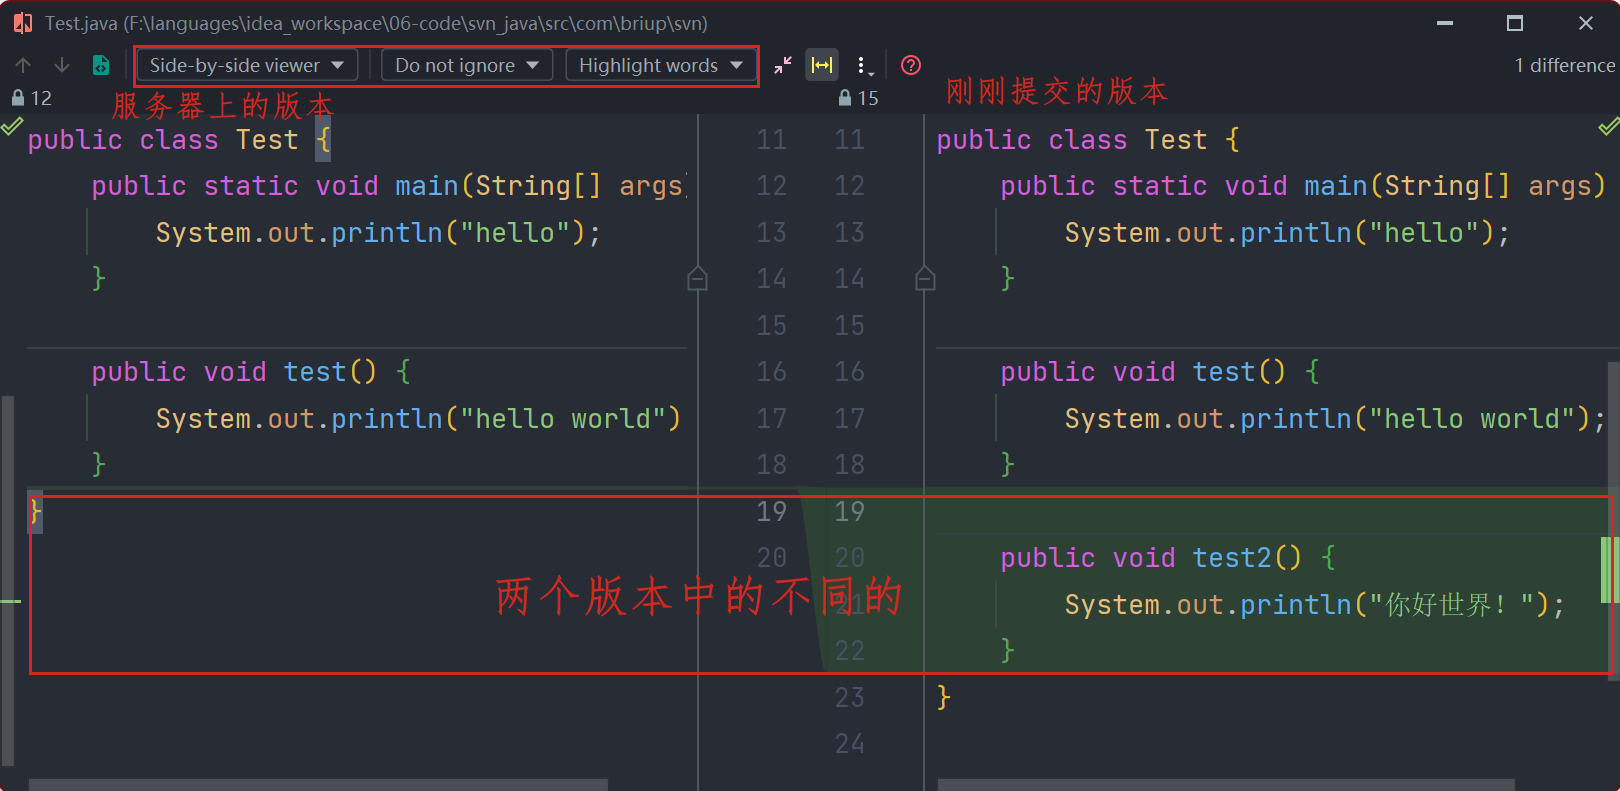 Test.java (F:\languages\idea_workspace\06-code\svn_java\src\com\briup\svn)
Side-by-side viewer Do not ignore Highlight words 1 difference
12 服务器上的版本 15 刚刚提交的版本
public class Test { 11 11 public class Test {
public static void main(String[] args) 12 12 public static void main(String[] args)
System.out.println("hello"); 13 13 System.out.println("hello");
} 14 14 }
15 15
public void test() { 16 16 public void test() {
System.out.println("hello world") 17 17 System.out.println("hello world");
} 18 18 }
} 19 19
20 20 public void test2() {
两个版本中的不同的 21 System.out.println("你好世界！");
22 }
23 }
24